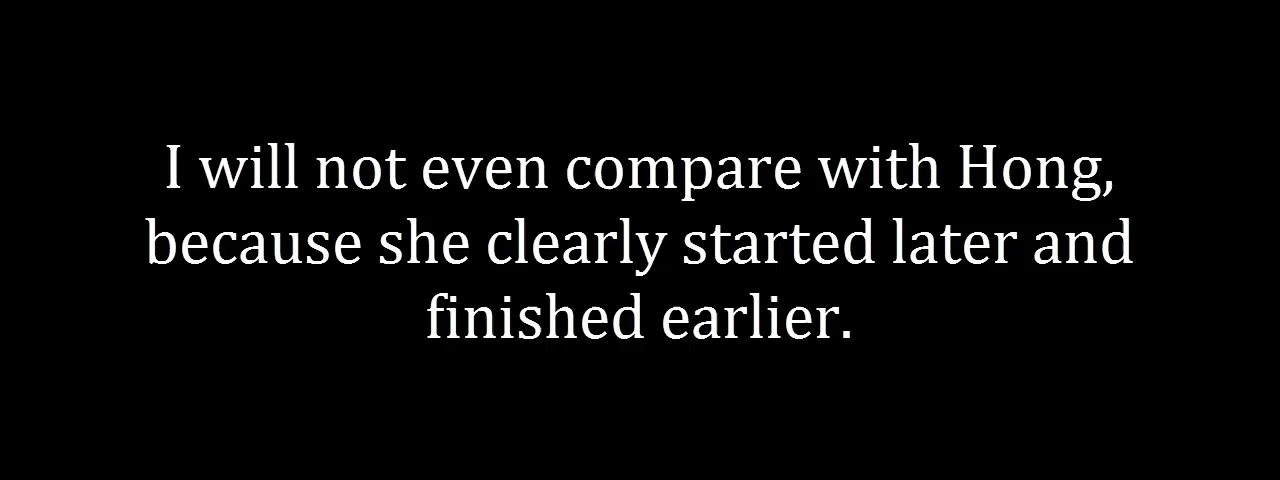 I will not even compare with Hong,
because she clearly started later and
finished earlier.